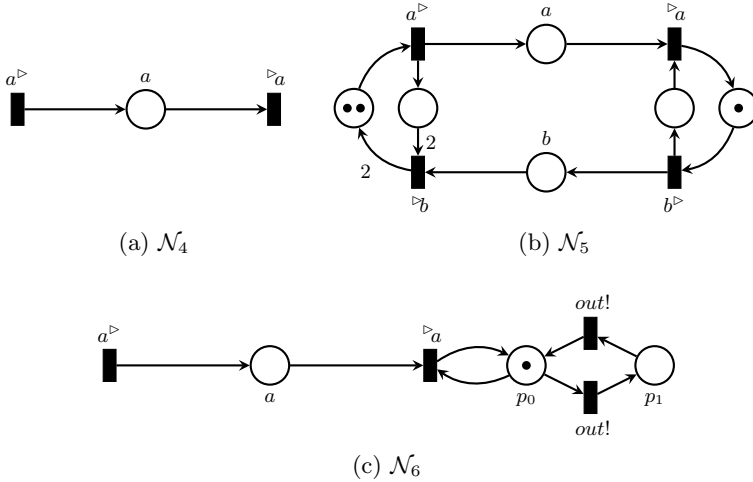 a▷ a ▷a
(a) 𝒩₄
a▷ a ▷a
2
2
b
▷b b▷
(b) 𝒩₅
a▷ a ▷a p₀ out! out! p₁
(c) 𝒩₆